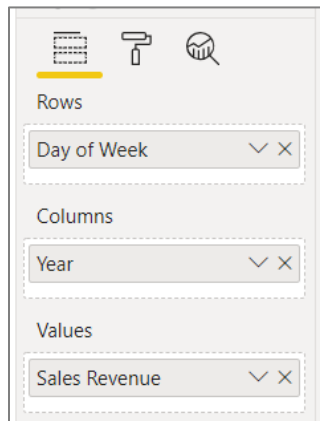 Rows
Day of Week
Columns
Year
Values
Sales Revenue